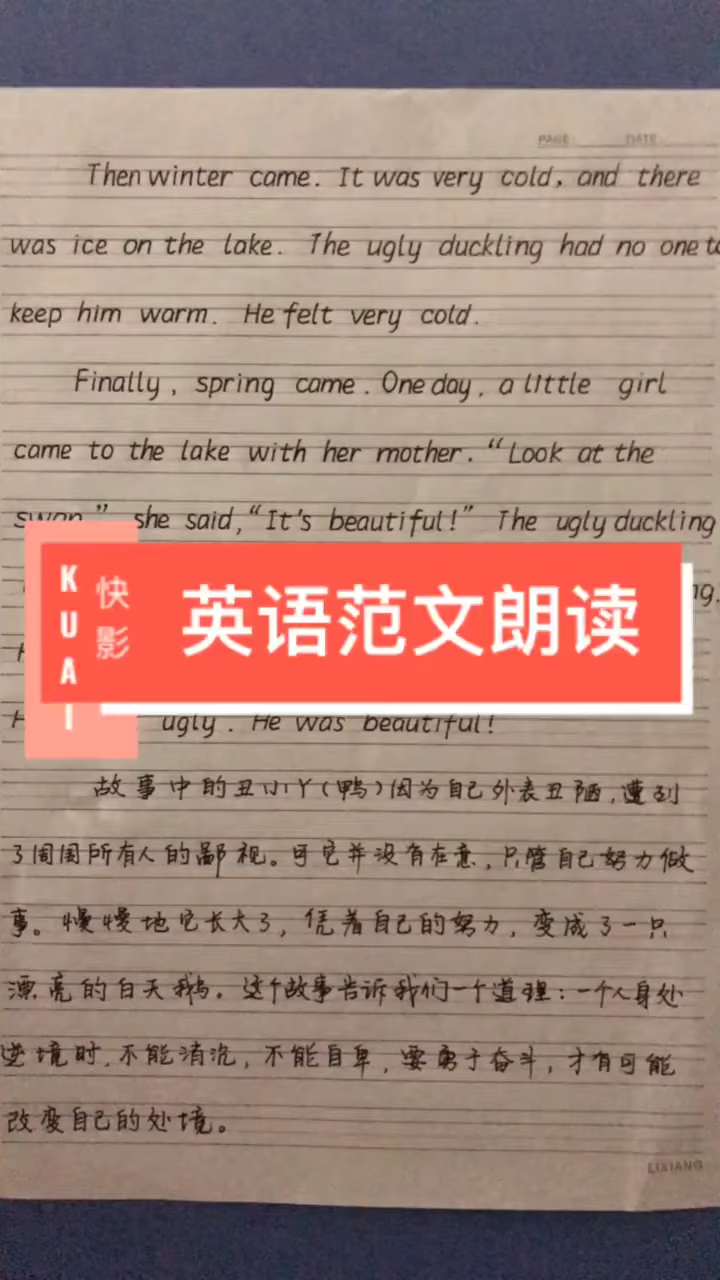 PAGE: DATE:
Then winter came. It was very cold, and there
was ice on the lake. The ugly duckling had no one to
keep him warm. He felt very cold.
Finally, spring came. One day, a little girl
came to the lake with her mother. “Look at the
swan,” she said, “It's beautiful!” The ugly duckling
ng.
KUAI
快影
英语范文朗读
ugly. He was beautiful!
故事中的丑小丫(鸭)因为自己外表丑陋,遭到
了周围所有人的鄙视。可它并没有在意,只管自己努力做
事。慢慢地它长大了,凭着自己的努力,变成了一只
漂亮的白天鹅。这个故事告诉我们一个道理:一个人身处
逆境时,不能消沉,不能自卑,要勇于奋斗,才有可能
改变自己的处境。
LIXIANG